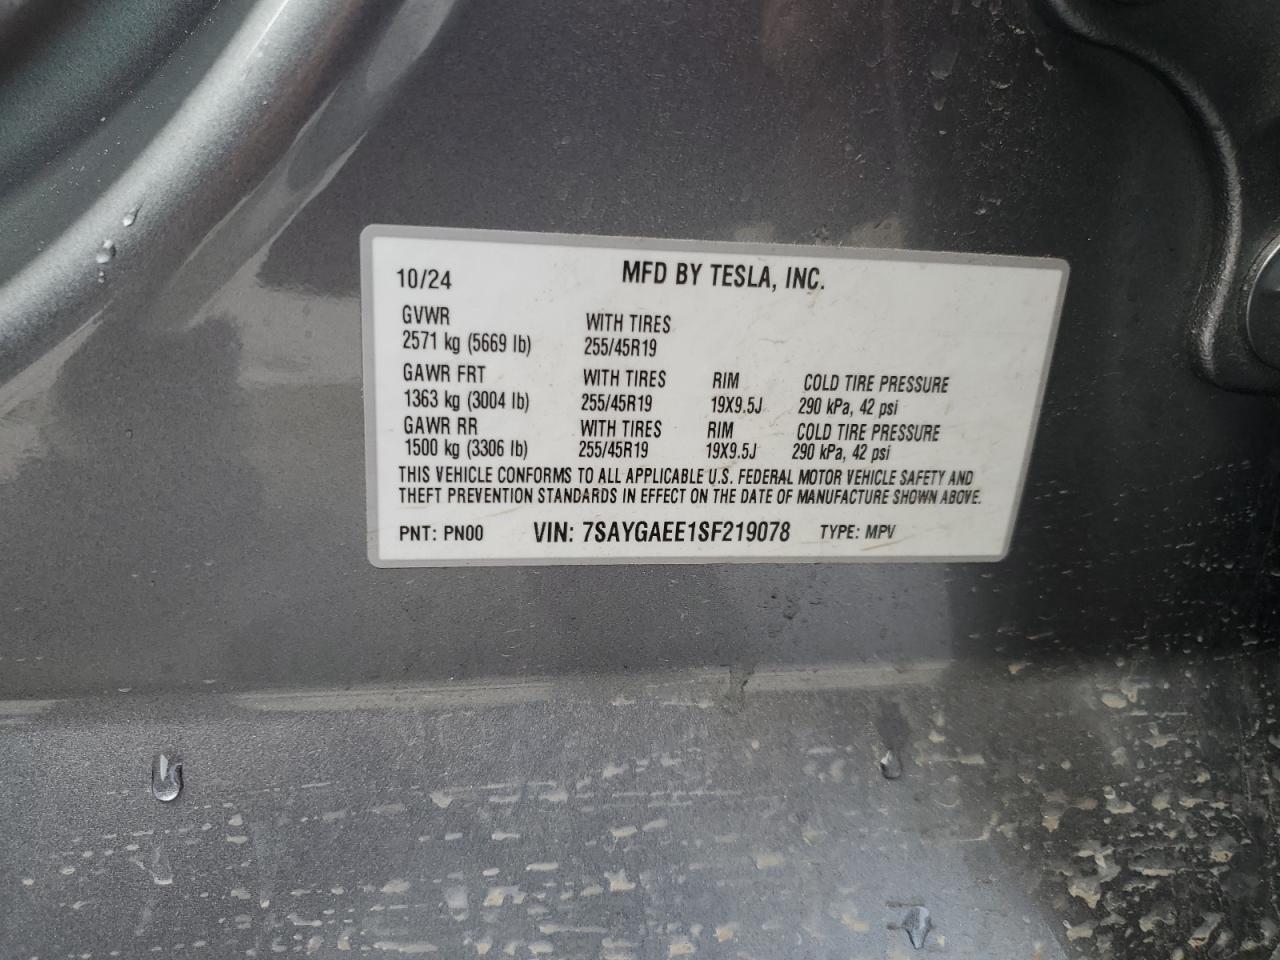 10/24 MFD BY TESLA, INC.
GVWR WITH TIRES
2571 kg (5669 lb) 255/45R19
GAWR FRT WITH TIRES RIM COLD TIRE PRESSURE
1363 kg (3004 lb) 255/45R19 19X9.5J 290 kPa, 42 psi
GAWR RR WITH TIRES RIM COLD TIRE PRESSURE
1500 kg (3306 lb) 255/45R19 19X9.5J 290 kPa, 42 psi
THIS VEHICLE CONFORMS TO ALL APPLICABLE U.S. FEDERAL MOTOR VEHICLE SAFETY AND
THEFT PREVENTION STANDARDS IN EFFECT ON THE DATE OF MANUFACTURE SHOWN ABOVE.
PNT: PN00 VIN: 7SAYGAEE1SF219078 TYPE: MPV